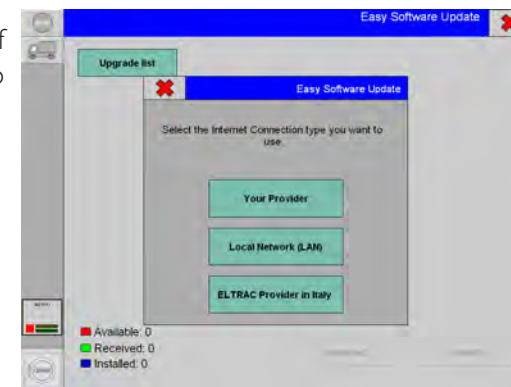 Easy Software Update
Upgrade list
Easy Software Update
Select the Internet Connection type you want to
use.
Your Provider
Local Network (LAN)
ELTRAC Provider in Italy
Available: 0
Received: 0
Installed: 0